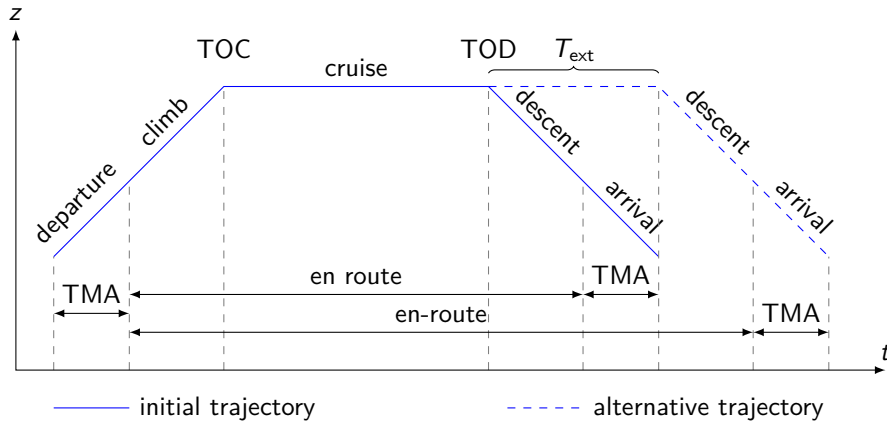 z
TOC
TOD
T_ext
cruise
climb
departure
descent
arrival
descent
arrival
TMA
en route
TMA
en-route
TMA
t
initial trajectory
alternative trajectory